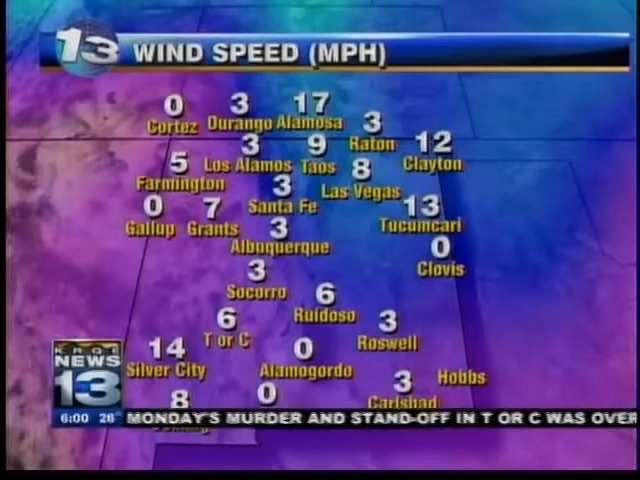 13 WIND SPEED (MPH)
0 3 17 3
Cortez Durango Alamosa Raton
5 3 9 8 12
Farmington Los Alamos Taos Las Vegas Clayton
0 7 3 13
Gallup Grants Santa Fe Tucumcari
3 0
Albuquerque Clovis
3 6
Socorro Ruidoso
6 3
T or C Roswell
14 0 3
Silver City Alamogordo Carlsbad Hobbs
8 0
KRQE
NEWS
13
6:00 26°
MONDAY'S MURDER AND STAND-OFF IN T OR C WAS OVER